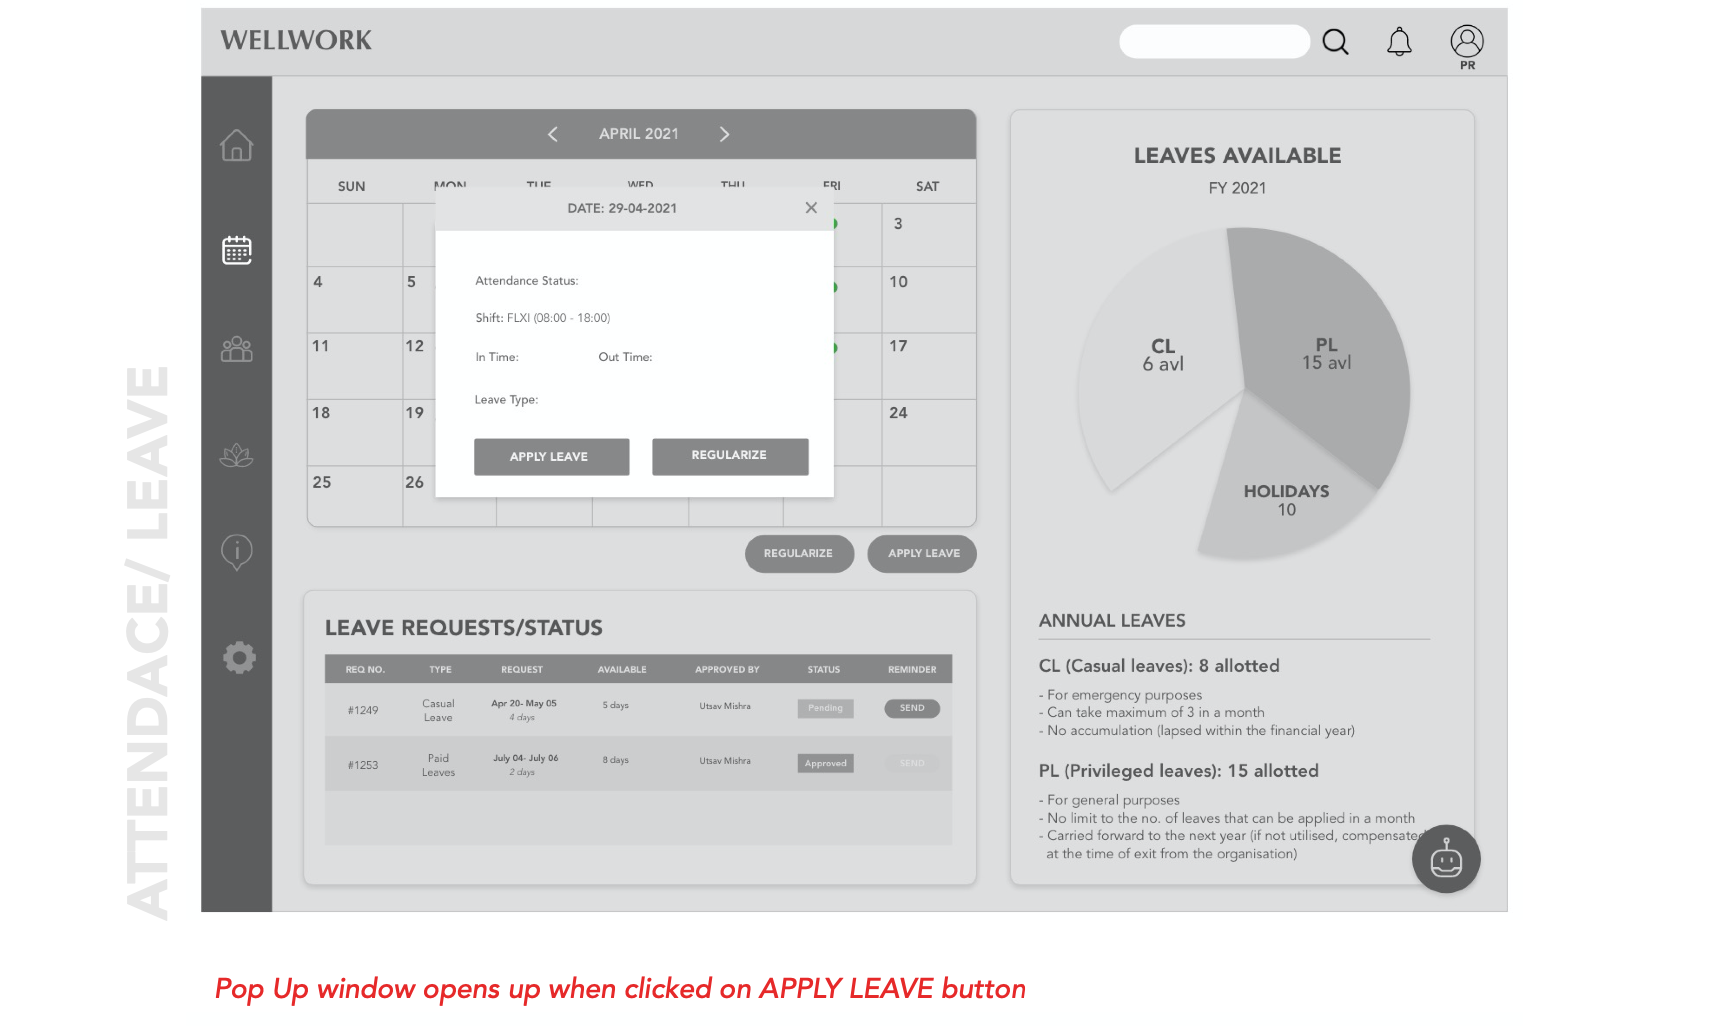 WELLWORK
PR
ATTENDACE/ LEAVE
APRIL 2021
SUN MON TUE WED THU FRI SAT
3
4 5 10
11 12 17
18 19 24
25 26
DATE: 29-04-2021
Attendance Status:
Shift: FLXI (08:00 - 18:00)
In Time: Out Time:
Leave Type:
APPLY LEAVE REGULARIZE
REGULARIZE APPLY LEAVE
LEAVE REQUESTS/STATUS
REQ NO. TYPE REQUEST AVAILABLE APPROVED BY STATUS REMINDER
#1249 Casual Leave Apr 20- May 05 4 days 5 days Utsav Mishra Pending SEND
#1253 Paid Leaves July 04- July 06 2 days 8 days Utsav Mishra Approved SEND
LEAVES AVAILABLE
FY 2021
CL
6 avl
PL
15 avl
HOLIDAYS
10
ANNUAL LEAVES
CL (Casual leaves): 8 allotted
- For emergency purposes
- Can take maximum of 3 in a month
- No accumulation (lapsed within the financial year)
PL (Privileged leaves): 15 allotted
- For general purposes
- No limit to the no. of leaves that can be applied in a month
- Carried forward to the next year (if not utilised, compensated
at the time of exit from the organisation)
Pop Up window opens up when clicked on APPLY LEAVE button